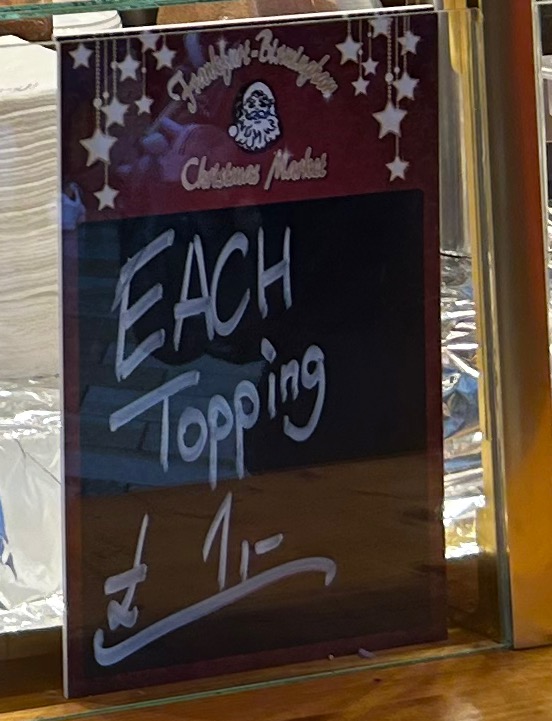 Frankfurt-Birmingham
Christmas Market
EACH
Topping
£ 1,-